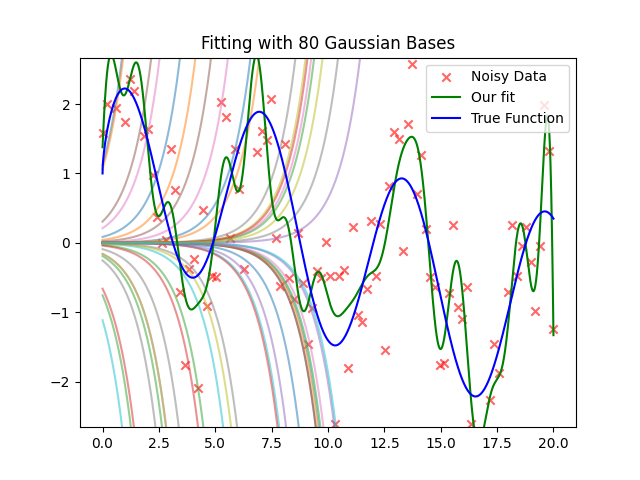 Fitting with 80 Gaussian Bases
Noisy Data
Our fit
True Function
2
1
0
−1
−2
0.0 2.5 5.0 7.5 10.0 12.5 15.0 17.5 20.0